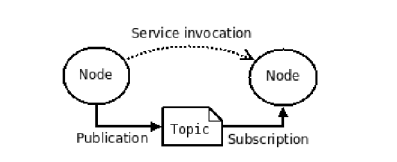 Service invocation
Node
Node
Topic
Publication
Subscription